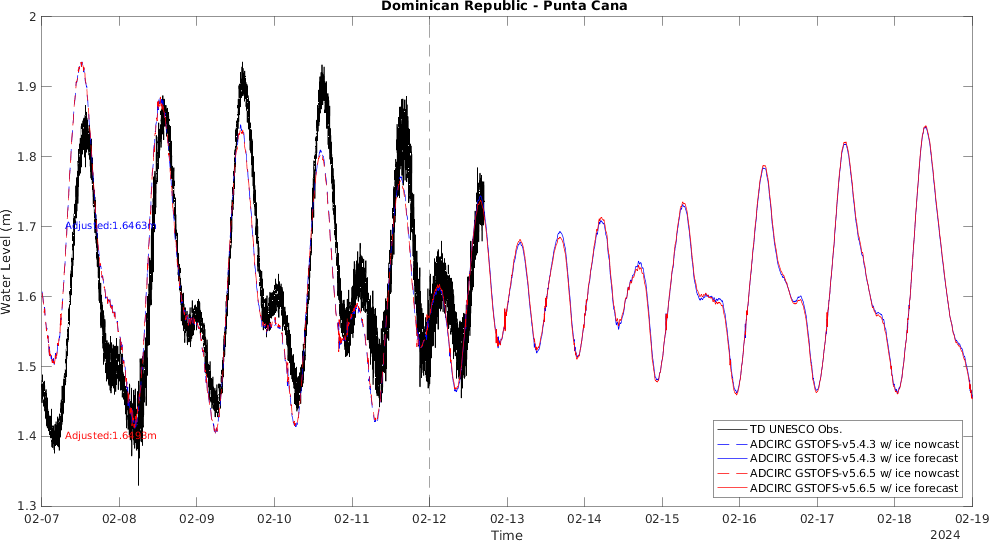 Dominican Republic - Punta Cana
Water Level (m)
2
1.9
1.8
1.7
1.6
1.5
1.4
1.3
Adjusted:1.6463m
TD UNESCO Obs.
ADCIRC GSTOFS-v5.4.3 w/ ice nowcast
ADCIRC GSTOFS-v5.4.3 w/ ice forecast
ADCIRC GSTOFS-v5.6.5 w/ ice nowcast
ADCIRC GSTOFS-v5.6.5 w/ ice forecast
02-07 02-08 02-09 02-10 02-11 02-12 02-13 02-14 02-15 02-16 02-17 02-18 02-19
Time
2024